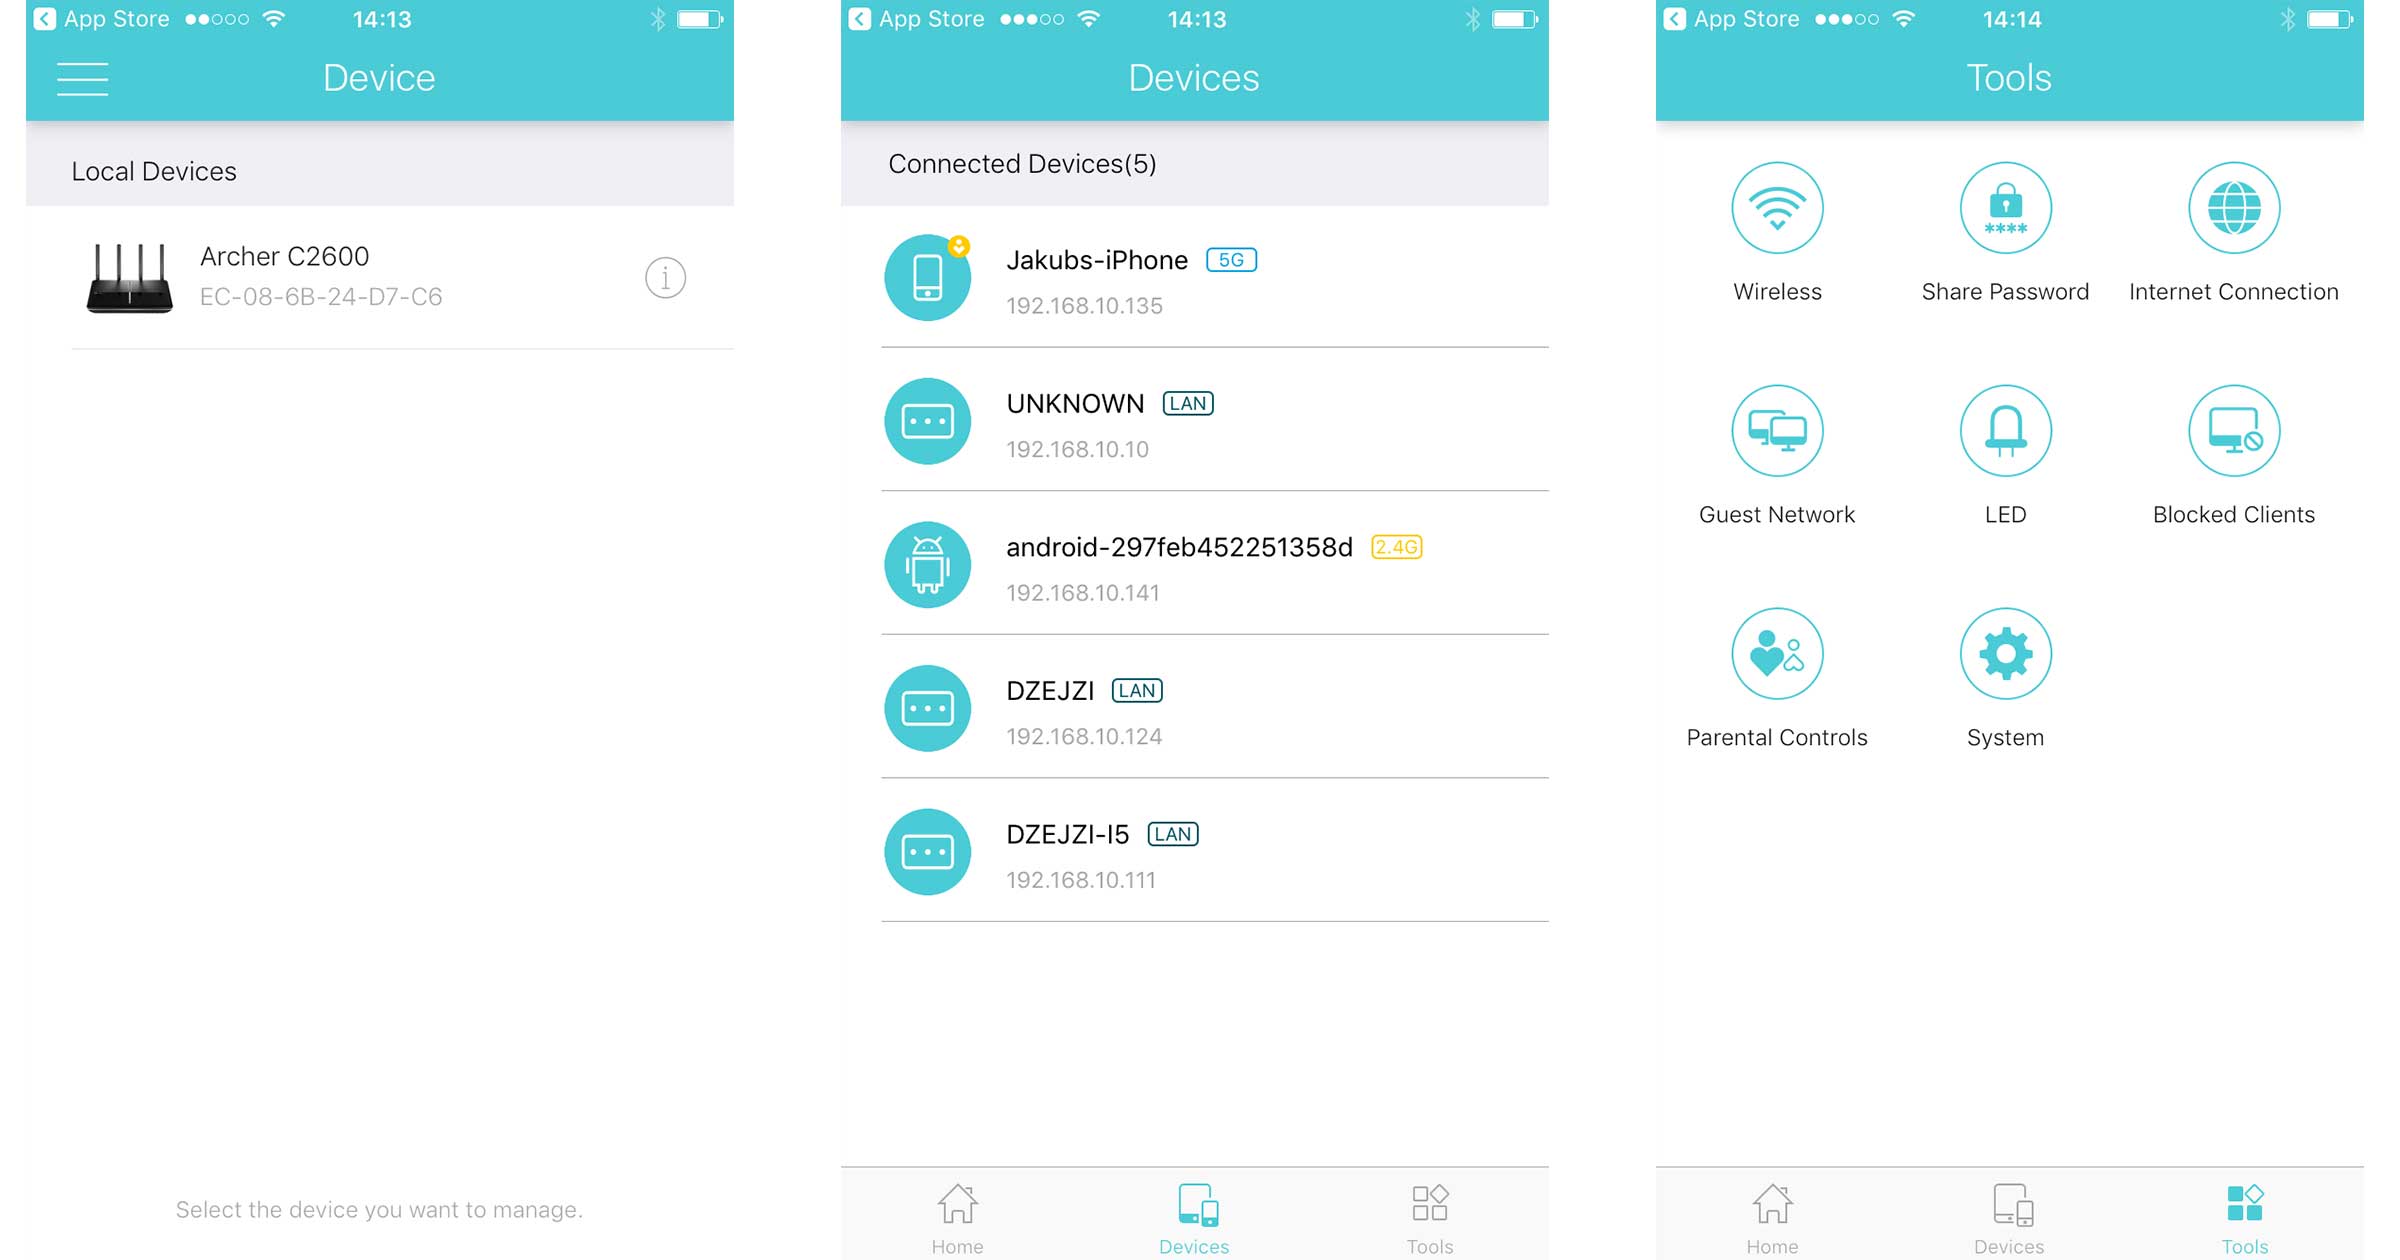 App Store 14:13
Device
Local Devices
Archer C2600
EC-08-6B-24-D7-C6
Select the device you want to manage.
App Store 14:13
Devices
Connected Devices(5)
Jakubs-iPhone 5G
192.168.10.135
UNKNOWN LAN
192.168.10.10
android-297feb452251358d 2.4G
192.168.10.141
DZEJZI LAN
192.168.10.124
DZEJZI-I5 LAN
192.168.10.111
Home Devices Tools
App Store 14:14
Tools
****
Wireless Share Password Internet Connection
Guest Network LED Blocked Clients
Parental Controls System
Home Devices Tools